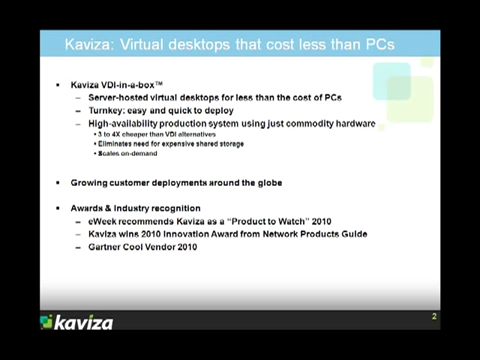 Kaviza: Virtual desktops that cost less than PCs
• Kaviza VDI-in-a-box™
– Server-hosted virtual desktops for less than the cost of PCs
– Turnkey: easy and quick to deploy
– High-availability production system using just commodity hardware
• 3 to 4X cheaper than VDI alternatives
• Eliminates need for expensive shared storage
• Scales on-demand
• Growing customer deployments around the globe
• Awards & Industry recognition
– eWeek recommends Kaviza as a “Product to Watch” 2010
– Kaviza wins 2010 Innovation Award from Network Products Guide
– Gartner Cool Vendor 2010
kaviza
2